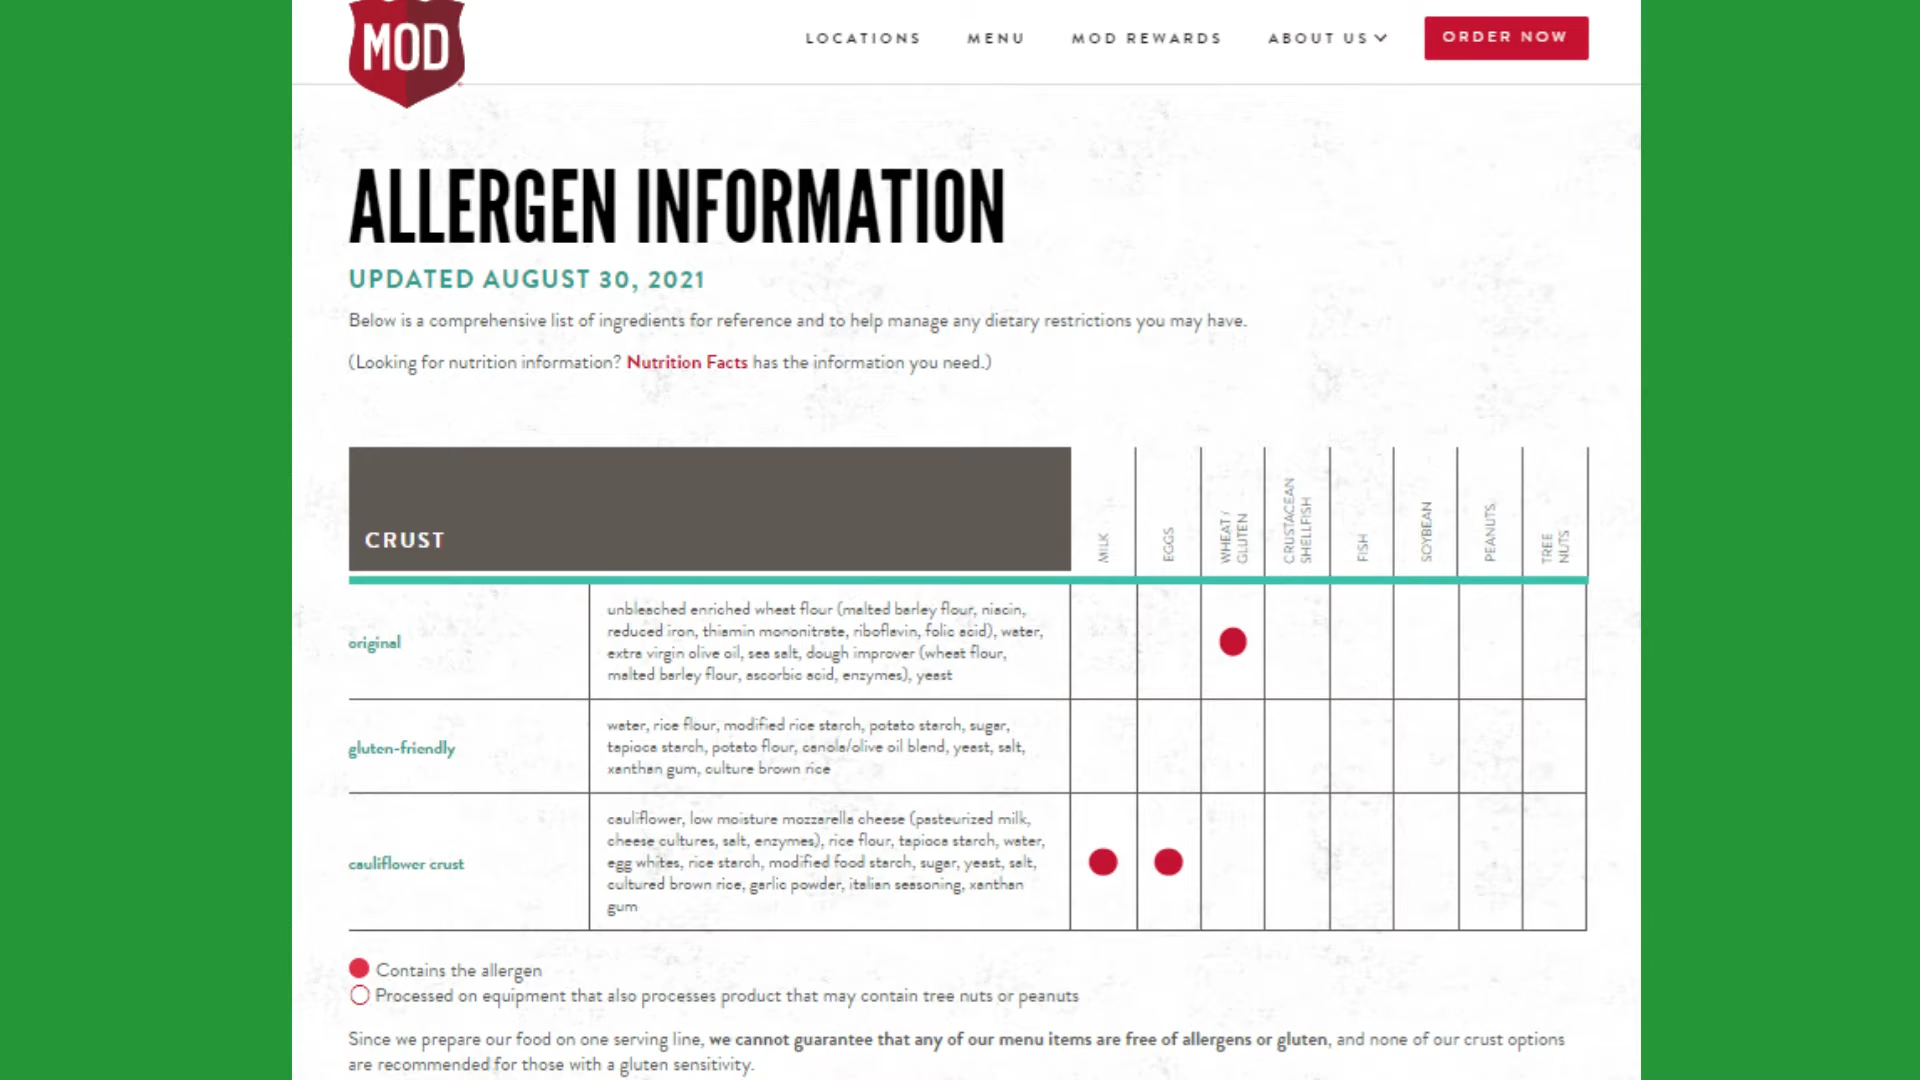 MOD
LOCATIONS
MENU
MOD REWARDS
ABOUT US
ORDER NOW
ALLERGEN INFORMATION
UPDATED AUGUST 30, 2021
Below is a comprehensive list of ingredients for reference and to help manage any dietary restrictions you may have.
(Looking for nutrition information? Nutrition Facts has the information you need.)
CRUST
MILK
EGGS
WHEAT /
GLUTEN
CRUSTACEAN
SHELLFISH
FISH
SOYBEAN
PEANUTS
TREE
NUTS
original
unbleached enriched wheat flour (malted barley flour, niacin,
reduced iron, thiamin mononitrate, riboflavin, folic acid), water,
extra virgin olive oil, sea salt, dough improver (wheat flour,
malted barley flour, ascorbic acid, enzymes), yeast
gluten-friendly
water, rice flour, modified rice starch, potato starch, sugar,
tapioca starch, potato flour, canola/olive oil blend, yeast, salt,
xanthan gum, culture brown rice
cauliflower crust
cauliflower, low moisture mozzarella cheese (pasteurized milk,
cheese cultures, salt, enzymes), rice flour, tapioca starch, water,
egg whites, rice starch, modified food starch, sugar, yeast, salt,
cultured brown rice, garlic powder, italian seasoning, xanthan
gum
Contains the allergen
Processed on equipment that also processes product that may contain tree nuts or peanuts
Since we prepare our food on one serving line, we cannot guarantee that any of our menu items are free of allergens or gluten, and none of our crust options
are recommended for those with a gluten sensitivity.